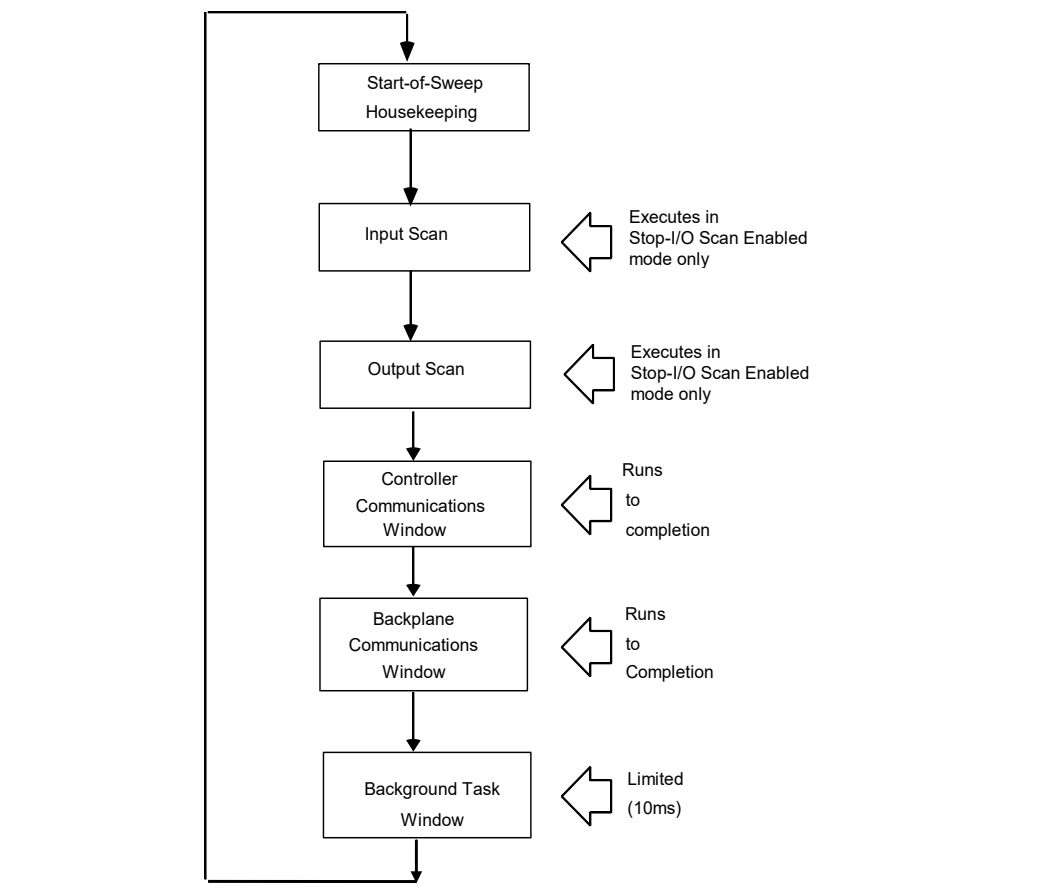 Start-of-Sweep
Housekeeping
Input Scan
Executes in
Stop-I/O Scan Enabled
mode only
Output Scan
Executes in
Stop-I/O Scan Enabled
mode only
Controller
Communications
Window
Runs
to
completion
Backplane
Communications
Window
Runs
to
Completion
Background Task
Window
Limited
(10ms)